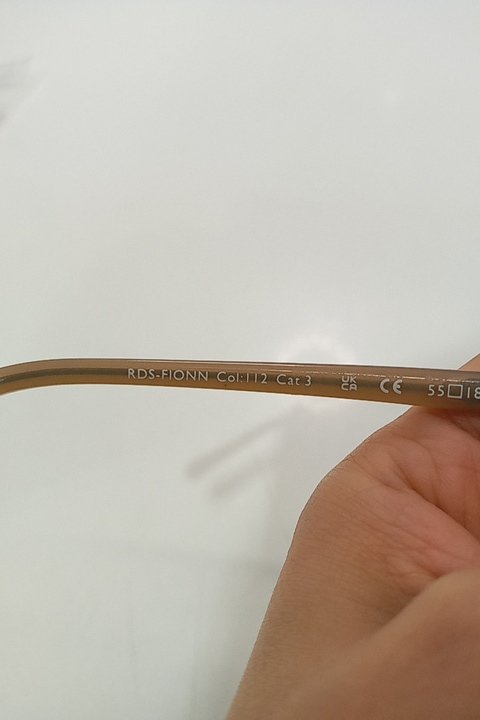 RDS-FIONN Col:112 Cat 3 UK CA CE 55□18